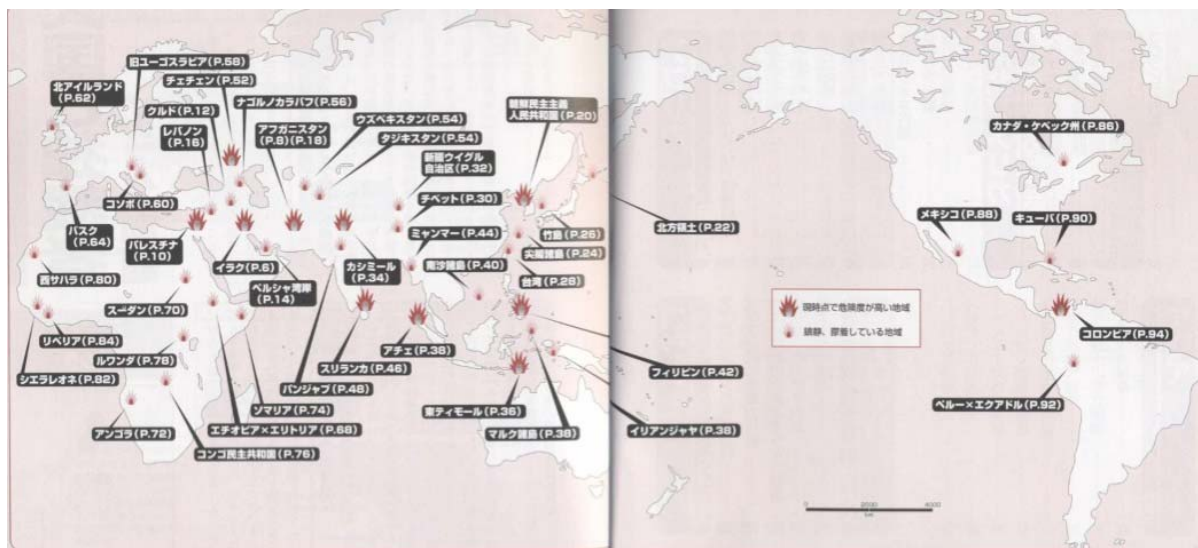 旧ユーゴスラビア(P.58)
チェチェン(P.52)
北アイルランド
(P.62)
クルド(P.12)
ナゴルノカラバフ(P.56)
レバノン
(P.16)
アフガニスタン
(P.8)(P.18)
ウズベキスタン(P.54)
タジキスタン(P.54)
朝鮮民主主義
人民共和国(P.20)
新疆ウイグル
自治区(P.32)
チベット(P.30)
ミャンマー(P.44)
コソボ(P.60)
バスク
(P.64)
パレスチナ
(P.10)
イラク(P.6)
ペルシャ湾岸
(P.14)
カシミール
(P.34)
南沙諸島(P.40)
竹島(P.26)
尖閣諸島(P.24)
台湾(P.28)
西サハラ(P.80)
スーダン(P.70)
リベリア(P.84)
ルワンダ(P.78)
シエラレオネ(P.82)
アチェ(P.38)
スリランカ(P.46)
パンジャブ(P.48)
ソマリア(P.74)
エチオピア×エリトリア(P.68)
アンゴラ(P.72)
コンゴ民主共和国(P.76)
東ティモール(P.36)
マルク諸島(P.38)
カナダ・ケベック州(P.86)
北方領土(P.22)
メキシコ(P.88)
キューバ(P.90)
現時点で危険度が高い地域
鎮静、膠着している地域
コロンビア(P.94)
フィリピン(P.42)
ペルー×エクアドル(P.92)
イリアンジャヤ(P.38)
0 2000 4000
km